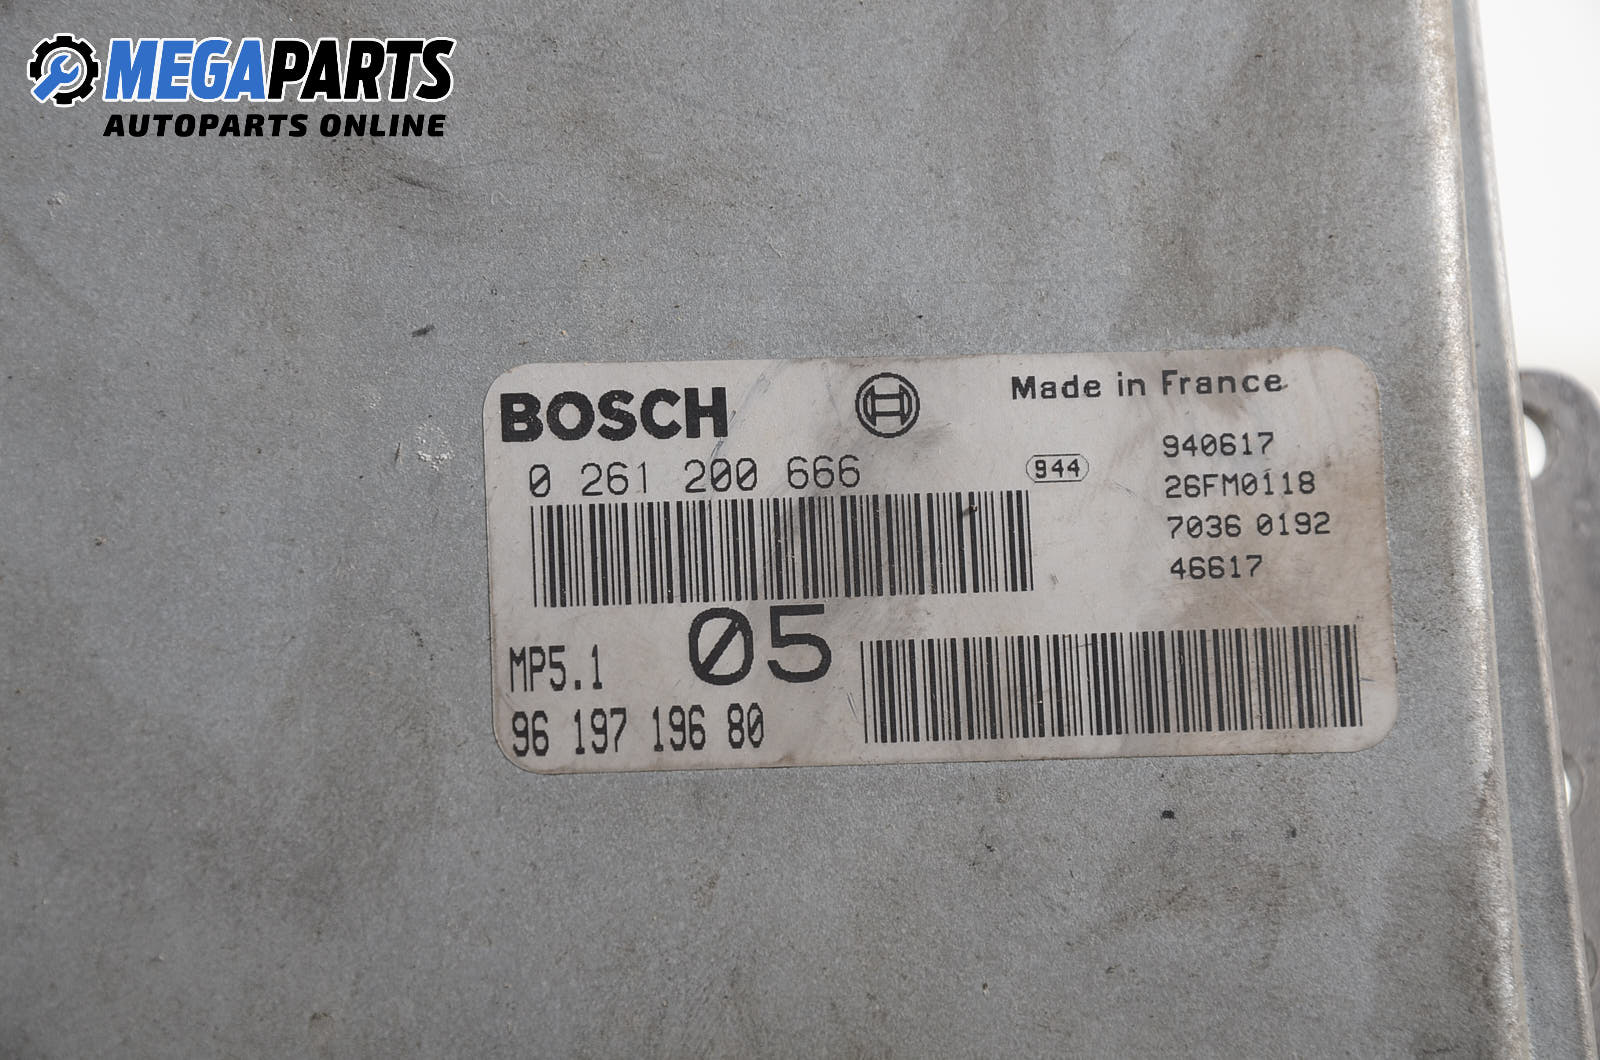 MEGAPARTS
AUTOPARTS ONLINE
BOSCH
Made in France
0 261 200 666
944
940617
26FM0118
7036 0192
46617
MP5.1
05
96 197 196 80